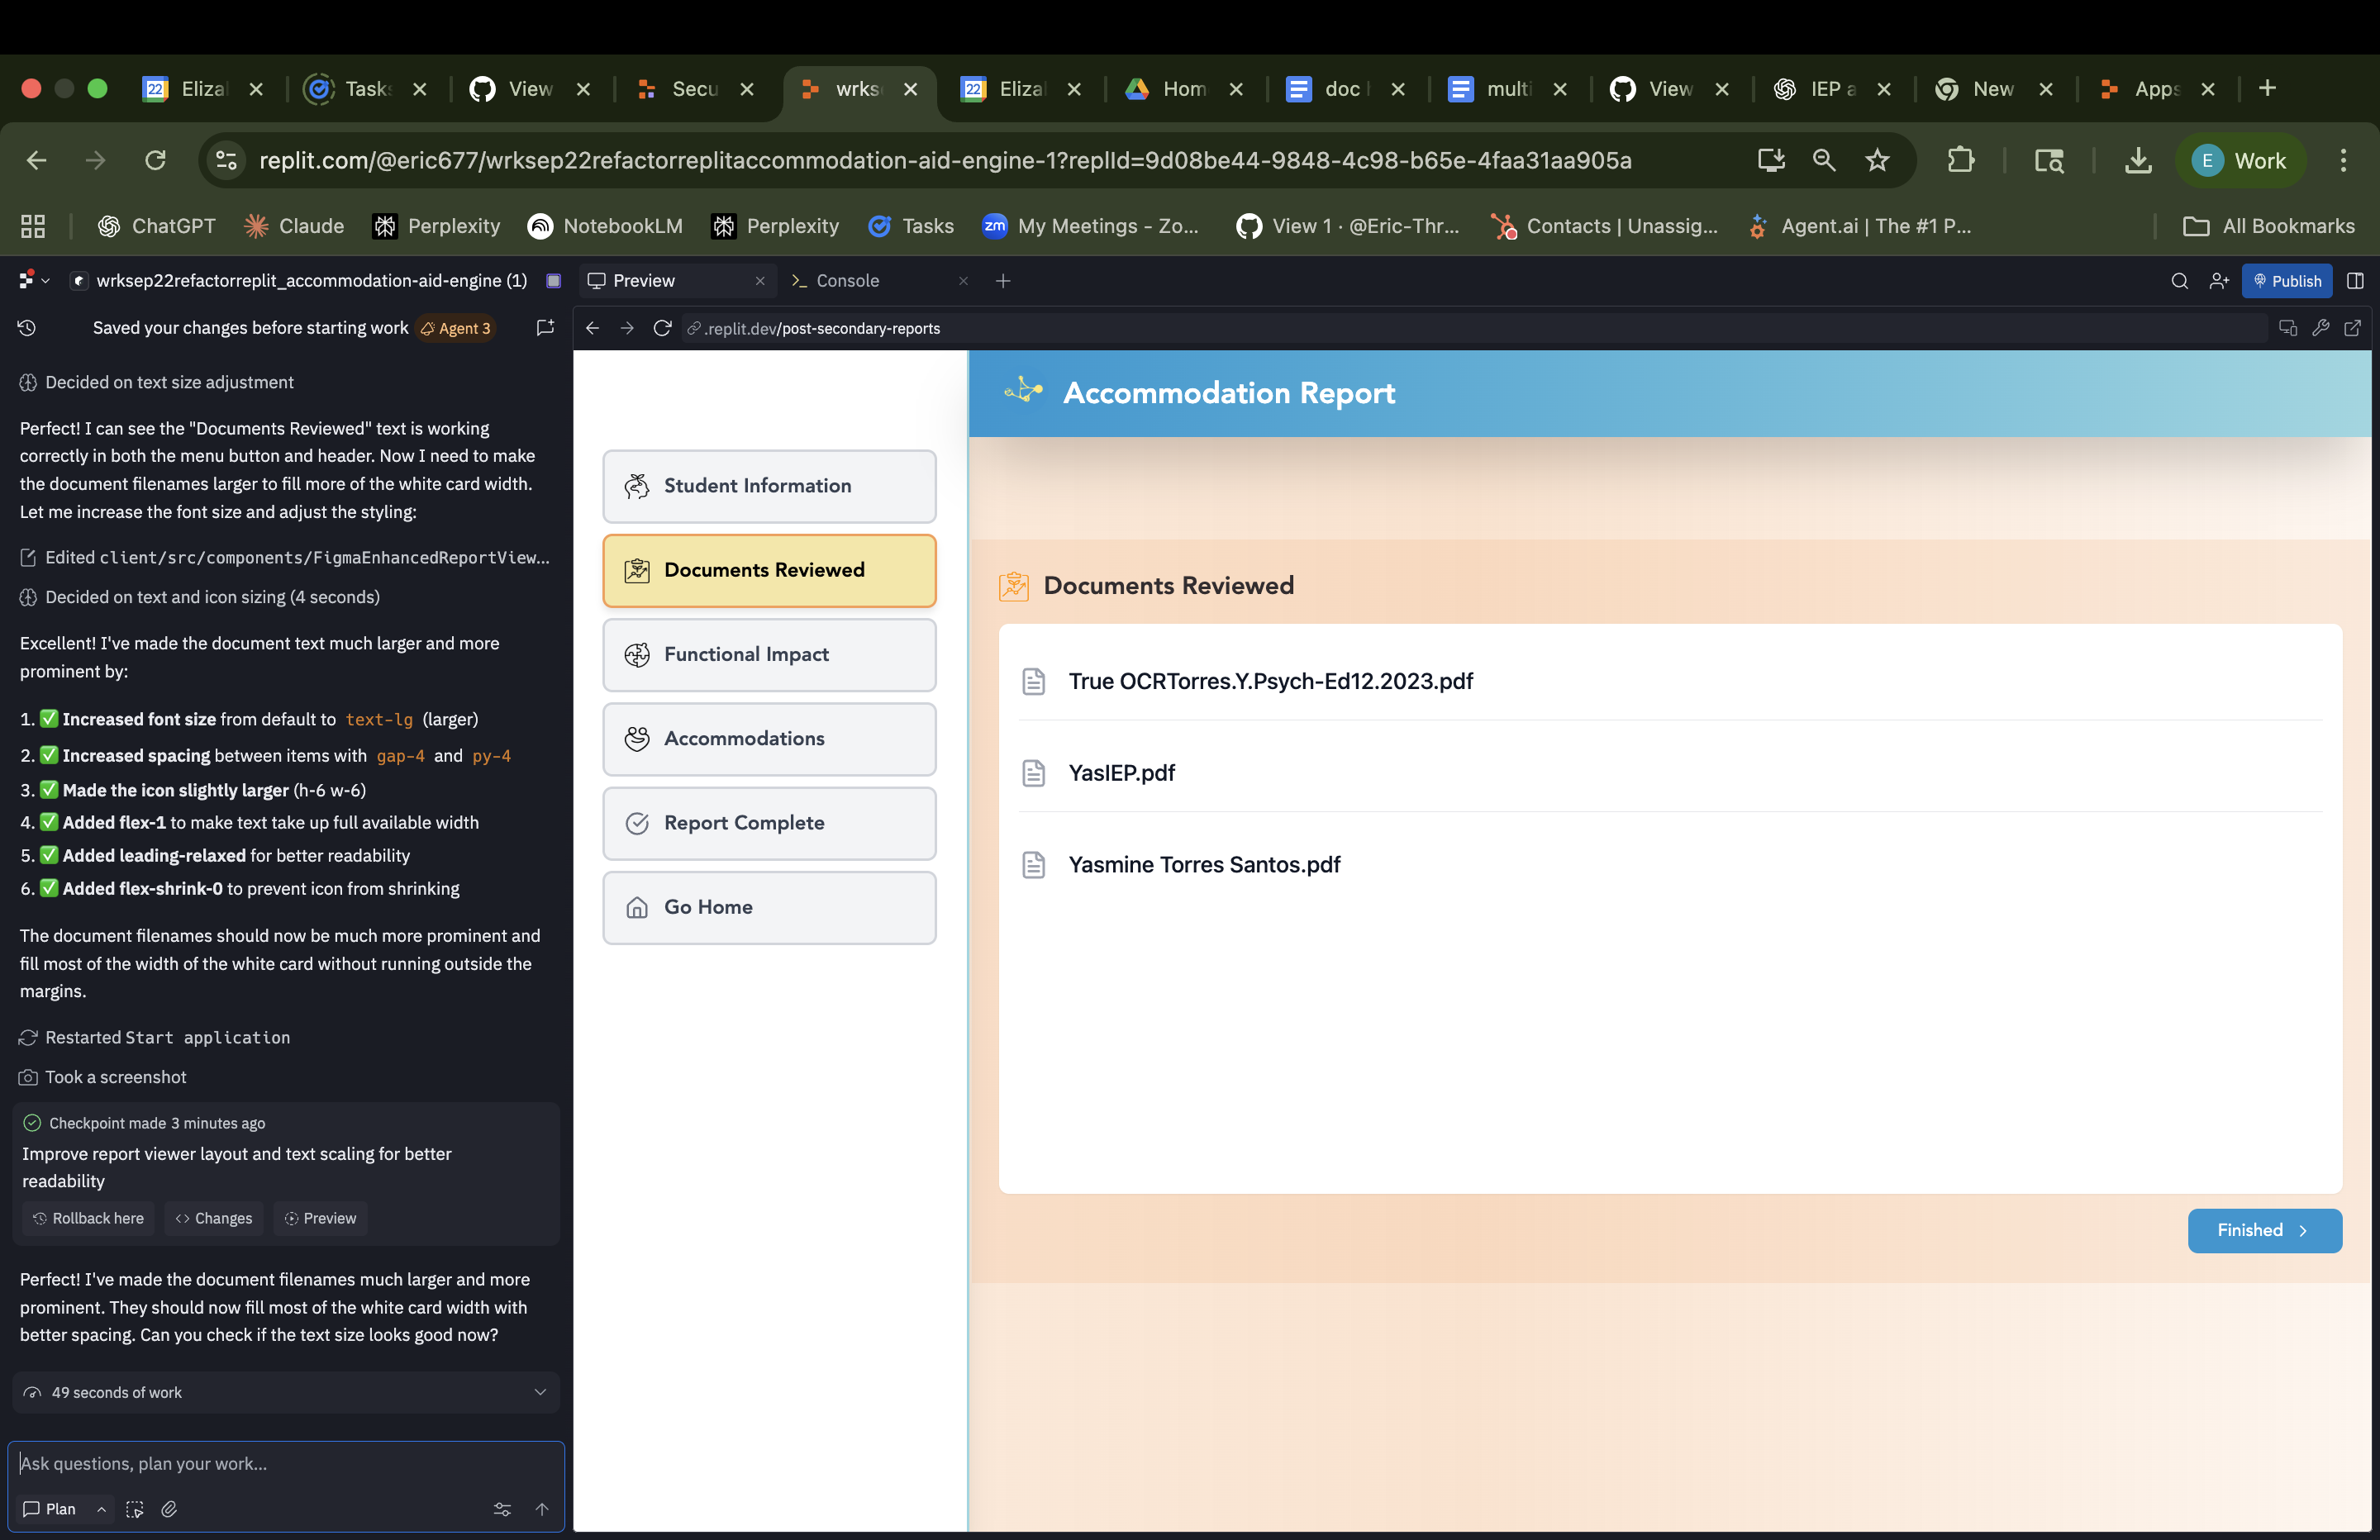 22 Eliza
Task
View
Secu
wrks
22 Eliza
Hom
doc
multi
View
IEP a
New
Apps
replit.com/@eric677/wrksep22refactorreplitaccommodation-aid-engine-1?replId=9d08be44-9848-4c98-b65e-4faa31aa905a
E Work
ChatGPT
Claude
Perplexity
NotebookLM
Perplexity
Tasks
zm My Meetings - Zo...
View 1 · @Eric-Thr...
Contacts | Unassig...
Agent.ai | The #1 P...
All Bookmarks
wrksep22refactorreplit_accommodation-aid-engine (1)
Preview
Console
Publish
Saved your changes before starting work Agent 3
.replit.dev/post-secondary-reports
Decided on text size adjustment
Perfect! I can see the "Documents Reviewed" text is working
correctly in both the menu button and header. Now I need to make
the document filenames larger to fill more of the white card width.
Let me increase the font size and adjust the styling:
Edited client/src/components/FigmaEnhancedReportView...
Decided on text and icon sizing (4 seconds)
Excellent! I've made the document text much larger and more
prominent by:
1. ✅ Increased font size from default to text-lg (larger)
2. ✅ Increased spacing between items with gap-4 and py-4
3. ✅ Made the icon slightly larger (h-6 w-6)
4. ✅ Added flex-1 to make text take up full available width
5. ✅ Added leading-relaxed for better readability
6. ✅ Added flex-shrink-0 to prevent icon from shrinking
The document filenames should now be much more prominent and
fill most of the width of the white card without running outside the
margins.
Restarted Start application
Took a screenshot
Checkpoint made 3 minutes ago
Improve report viewer layout and text scaling for better
readability
Rollback here
Changes
Preview
Perfect! I've made the document filenames much larger and more
prominent. They should now fill most of the white card width with
better spacing. Can you check if the text size looks good now?
49 seconds of work
Ask questions, plan your work...
Plan
Student Information
Documents Reviewed
Functional Impact
Accommodations
Report Complete
Go Home
Accommodation Report
Documents Reviewed
True OCRTorres.Y.Psych-Ed12.2023.pdf
YasIEP.pdf
Yasmine Torres Santos.pdf
Finished